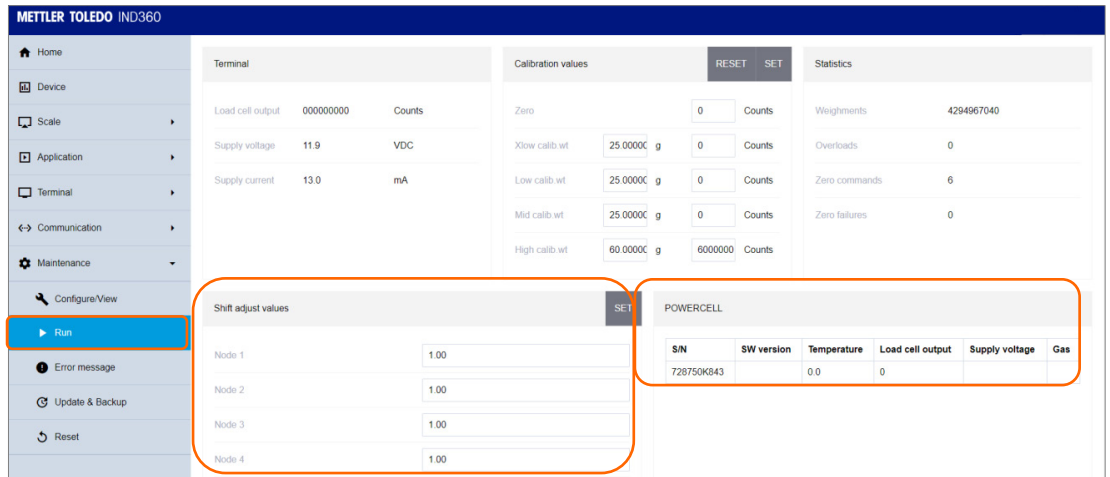 METTLER TOLEDO IND360
Home
Device
Scale
Application
Terminal
Communication
Maintenance
Configure/View
Run
Error message
Update & Backup
Reset
Terminal
Load cell output 000000000 Counts
Supply voltage 11.9 VDC
Supply current 13.0 mA
Calibration values RESET SET
Zero 0 Counts
Xlow calib.wt 25.00000 g 0 Counts
Low calib.wt 25.00000 g 0 Counts
Mid calib.wt 25.00000 g 0 Counts
High calib.wt 60.00000 g 6000000 Counts
Statistics
Weighments 4294967040
Overloads 0
Zero commands 6
Zero failures 0
Shift adjust values SET
Node 1 1.00
Node 2 1.00
Node 3 1.00
Node 4 1.00
POWERCELL
S/N SW version Temperature Load cell output Supply voltage Gas
728750K843 0.0 0